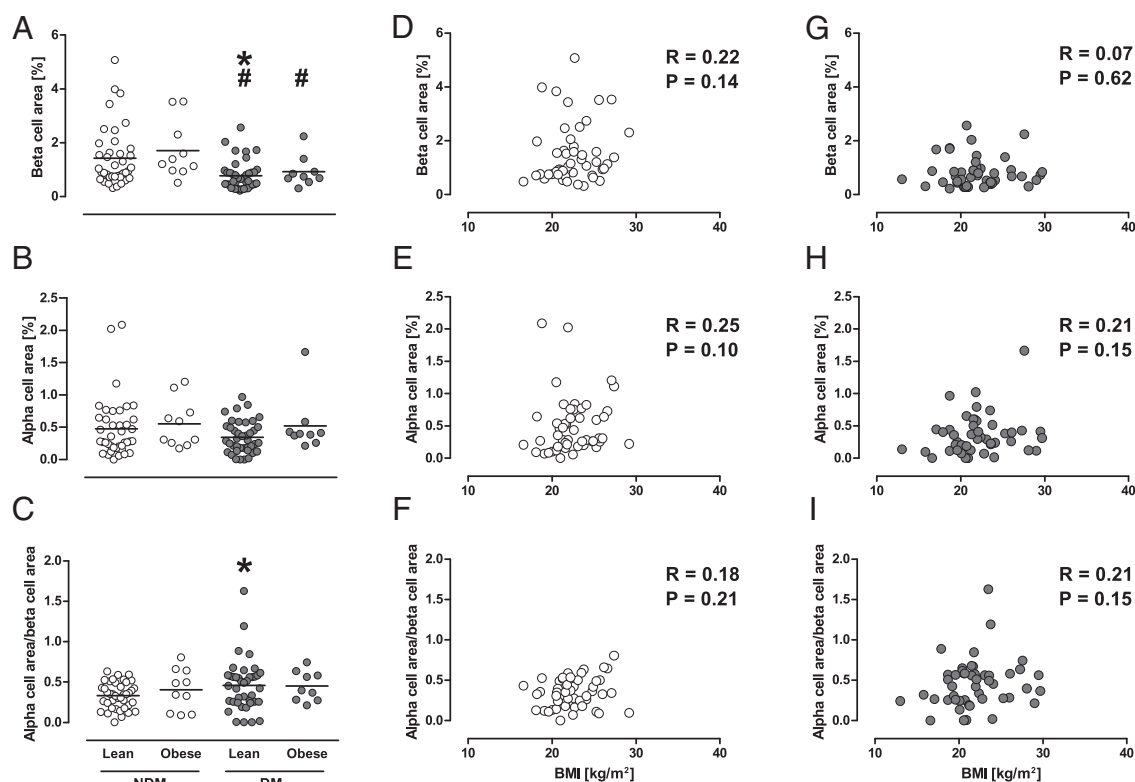 A
Beta cell area [%]
6
4
2
0
*
#
#
D
Beta cell area [%]
6
4
2
0
R = 0.22
P = 0.14
10 20 30 40
G
Beta cell area [%]
6
4
2
0
R = 0.07
P = 0.62
10 20 30 40
B
Alpha cell area [%]
2.5
2.0
1.5
1.0
0.5
0.0
E
Alpha cell area [%]
2.5
2.0
1.5
1.0
0.5
0.0
R = 0.25
P = 0.10
10 20 30 40
H
Alpha cell area [%]
2.5
2.0
1.5
1.0
0.5
0.0
R = 0.21
P = 0.15
10 20 30 40
C
Alpha cell area/beta cell area
2.0
1.5
1.0
0.5
0.0
*
Lean Obese Lean Obese
NDM DM
F
Alpha cell area/beta cell area
2.0
1.5
1.0
0.5
0.0
R = 0.18
P = 0.21
10 20 30 40
BMI [kg/m²]
I
Alpha cell area/beta cell area
2.0
1.5
1.0
0.5
0.0
R = 0.21
P = 0.15
10 20 30 40
BMI [kg/m²]